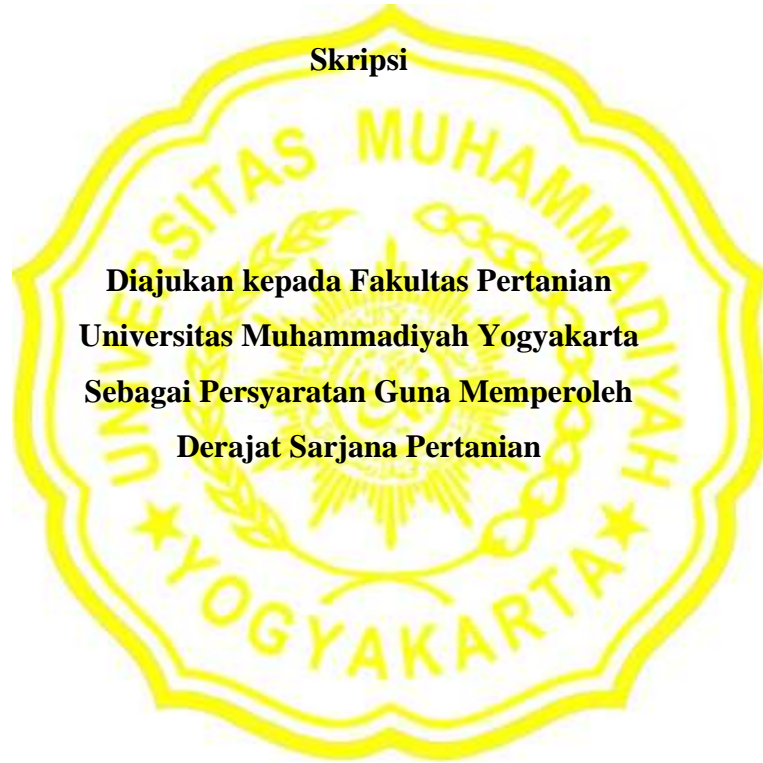 Skripsi
UNIVERSITAS MUHAMMADIYAH
Diajukan kepada Fakultas Pertanian
Universitas Muhammadiyah Yogyakarta
Sebagai Persyaratan Guna Memperoleh
Derajat Sarjana Pertanian
★YOGYAKARTA★